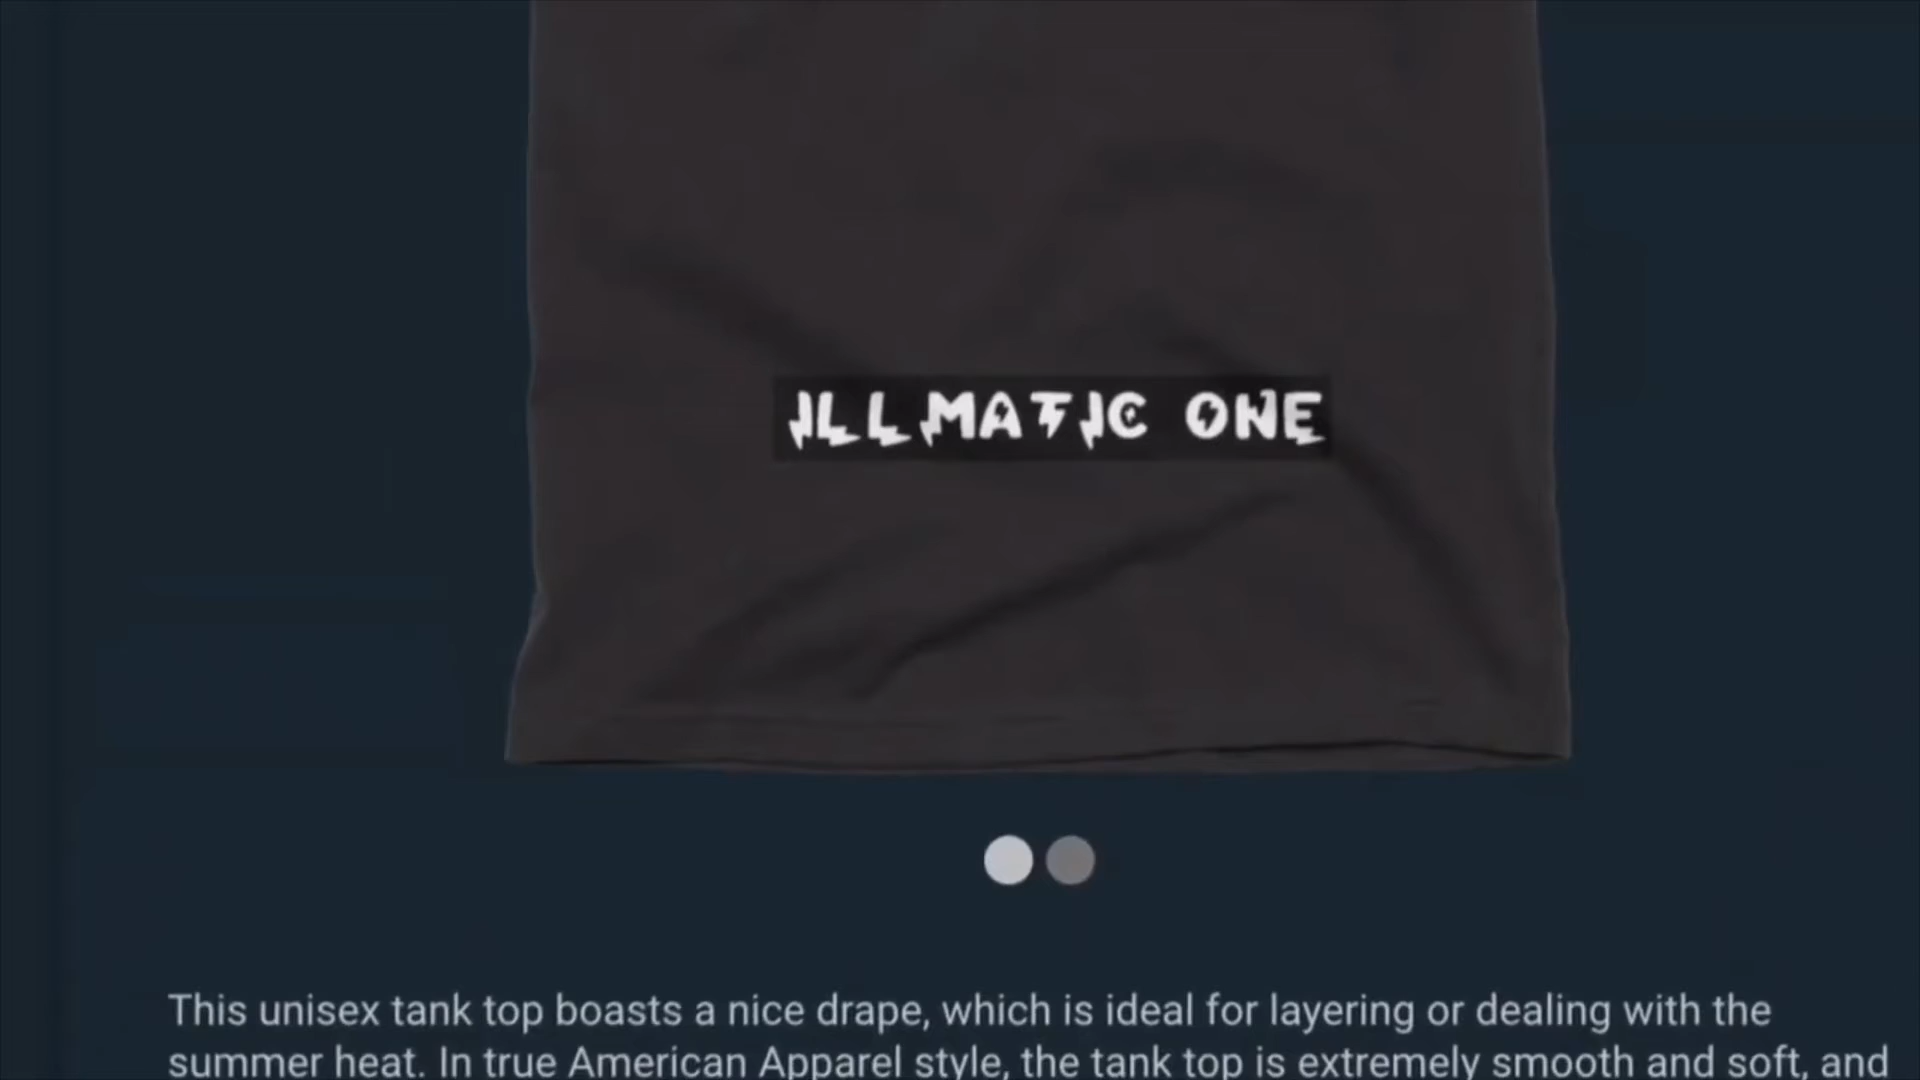 ILLMATIC ONE
This unisex tank top boasts a nice drape, which is ideal for layering or dealing with the
summer heat. In true American Apparel style, the tank top is extremely smooth and soft, and